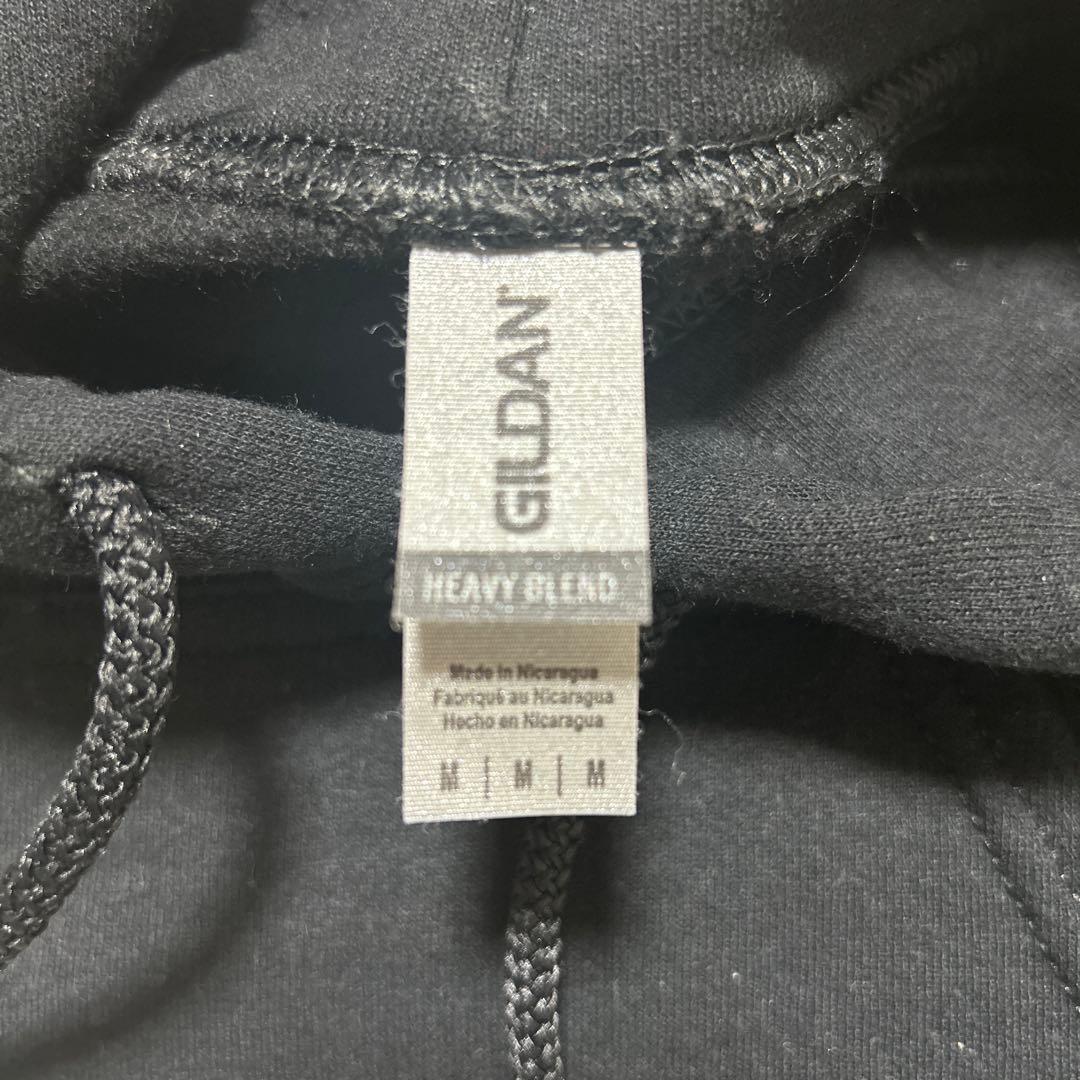 GILDAN®
HEAVY BLEND
Made in Nicaragua
Fabriqué au Nicaragua
Hecho en Nicaragua
M | M | M